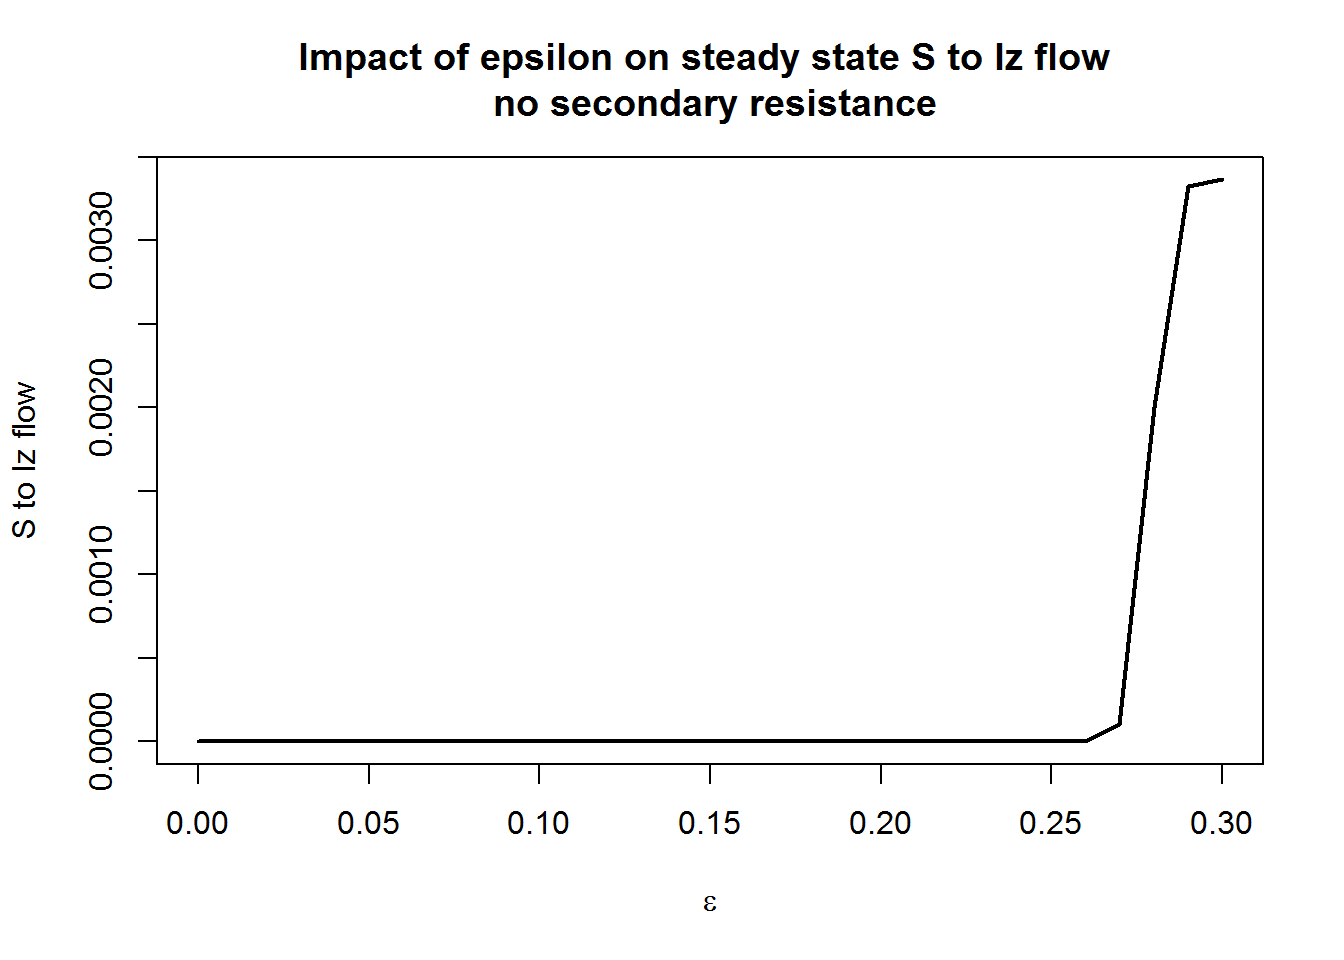 Impact of epsilon on steady state S to Iz flow
no secondary resistance
S to Iz flow
0.0030
0.0020
0.0010
0.0000
0.00 0.05 0.10 0.15 0.20 0.25 0.30
ε